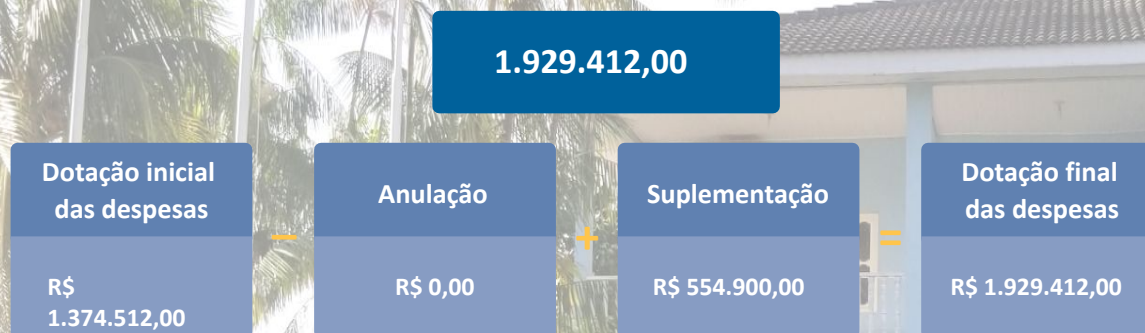 1.929.412,00
Dotação inicial
das despesas
R$
1.374.512,00
–
Anulação
R$ 0,00
+
Suplementação
R$ 554.900,00
=
Dotação final
das despesas
R$ 1.929.412,00